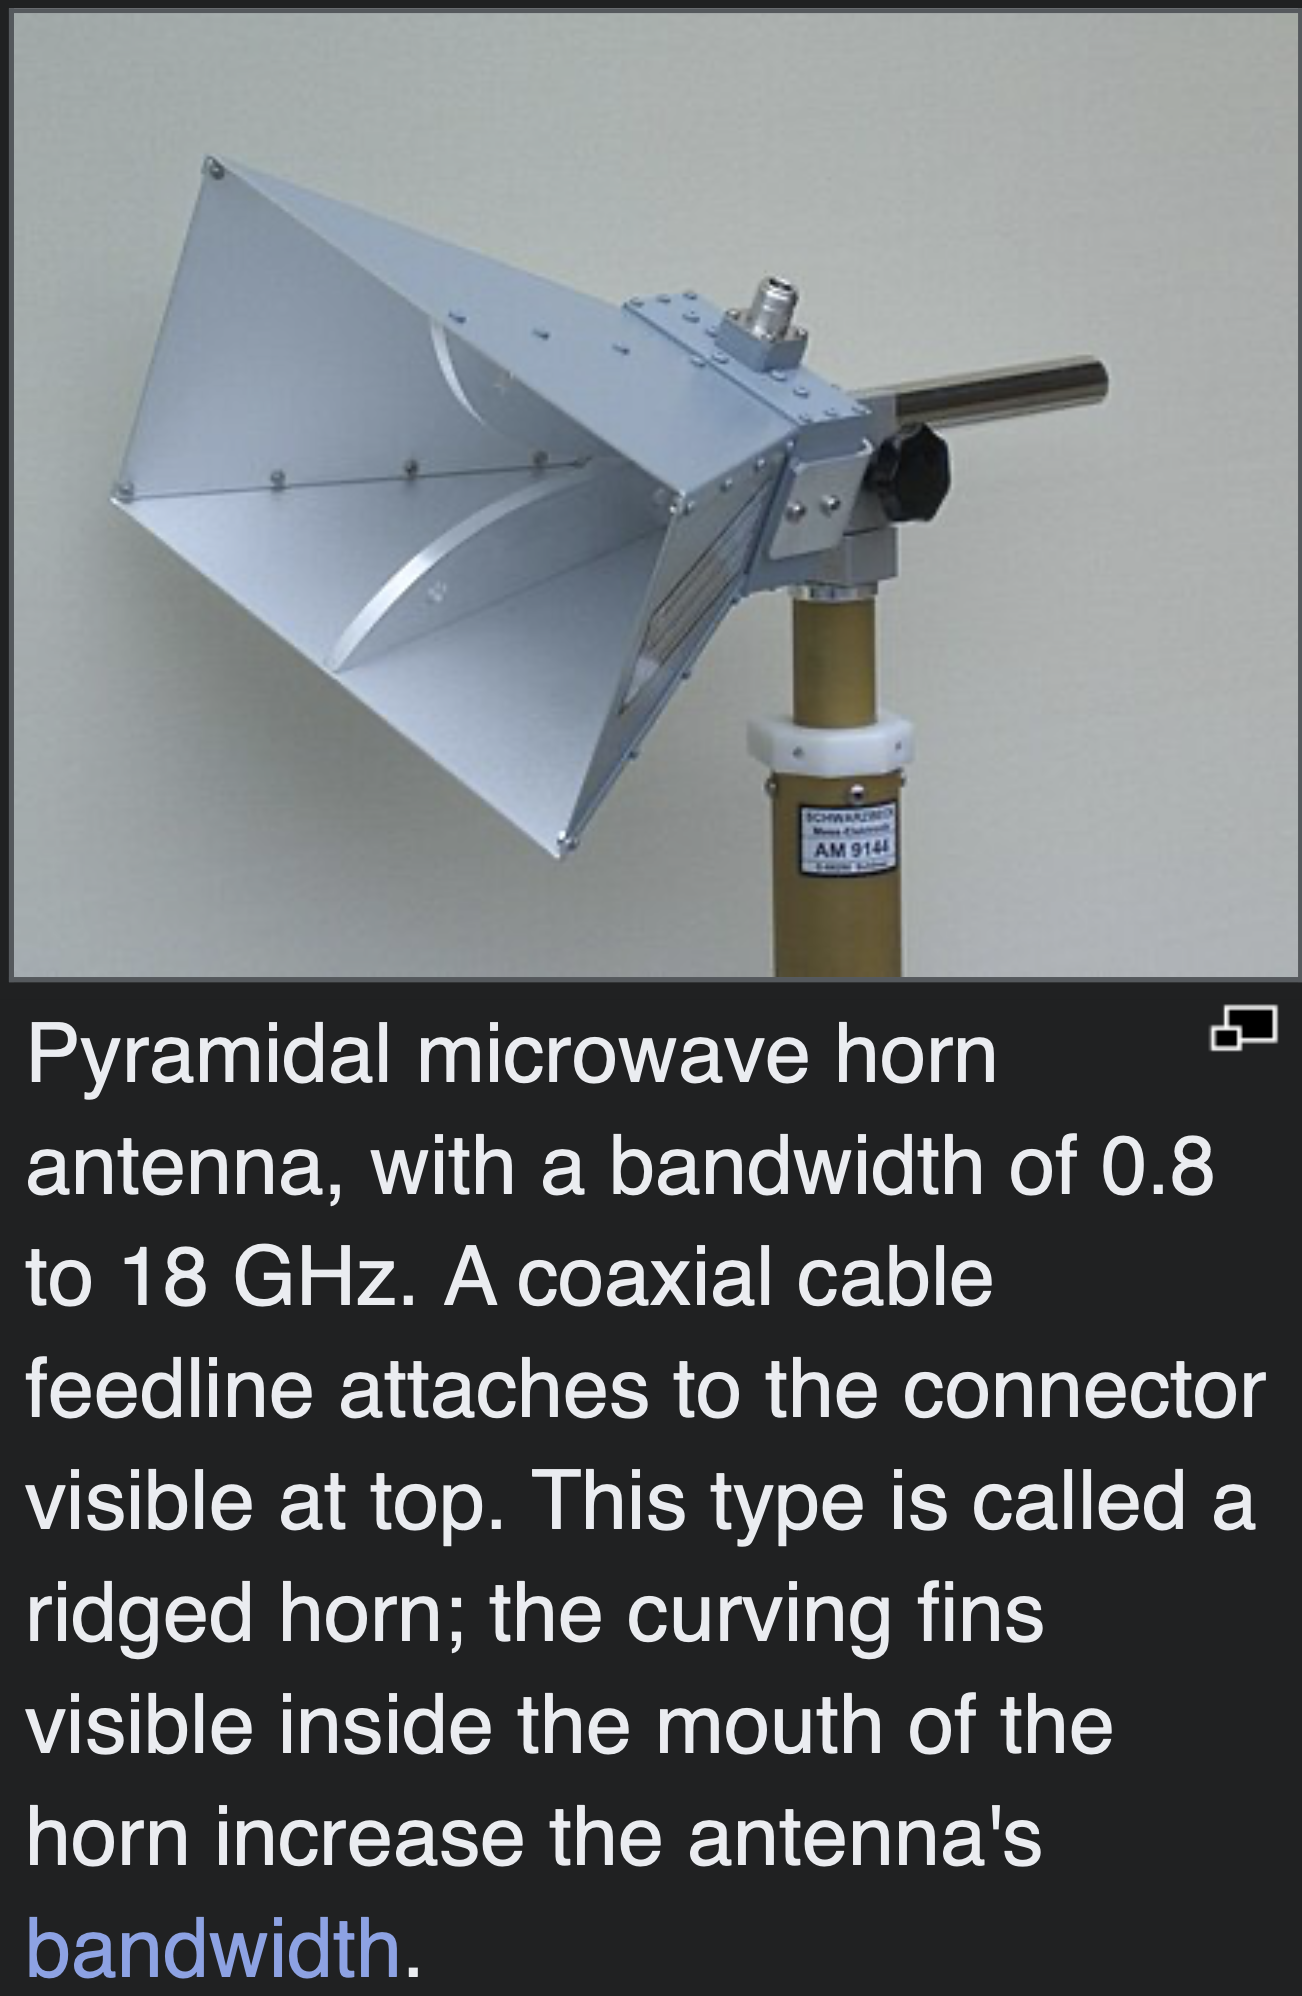 SCHWARZBECK
Mess-Elektronik
AM 9144
Pyramidal microwave horn
antenna, with a bandwidth of 0.8
to 18 GHz. A coaxial cable
feedline attaches to the connector
visible at top. This type is called a
ridged horn; the curving fins
visible inside the mouth of the
horn increase the antenna's
bandwidth.